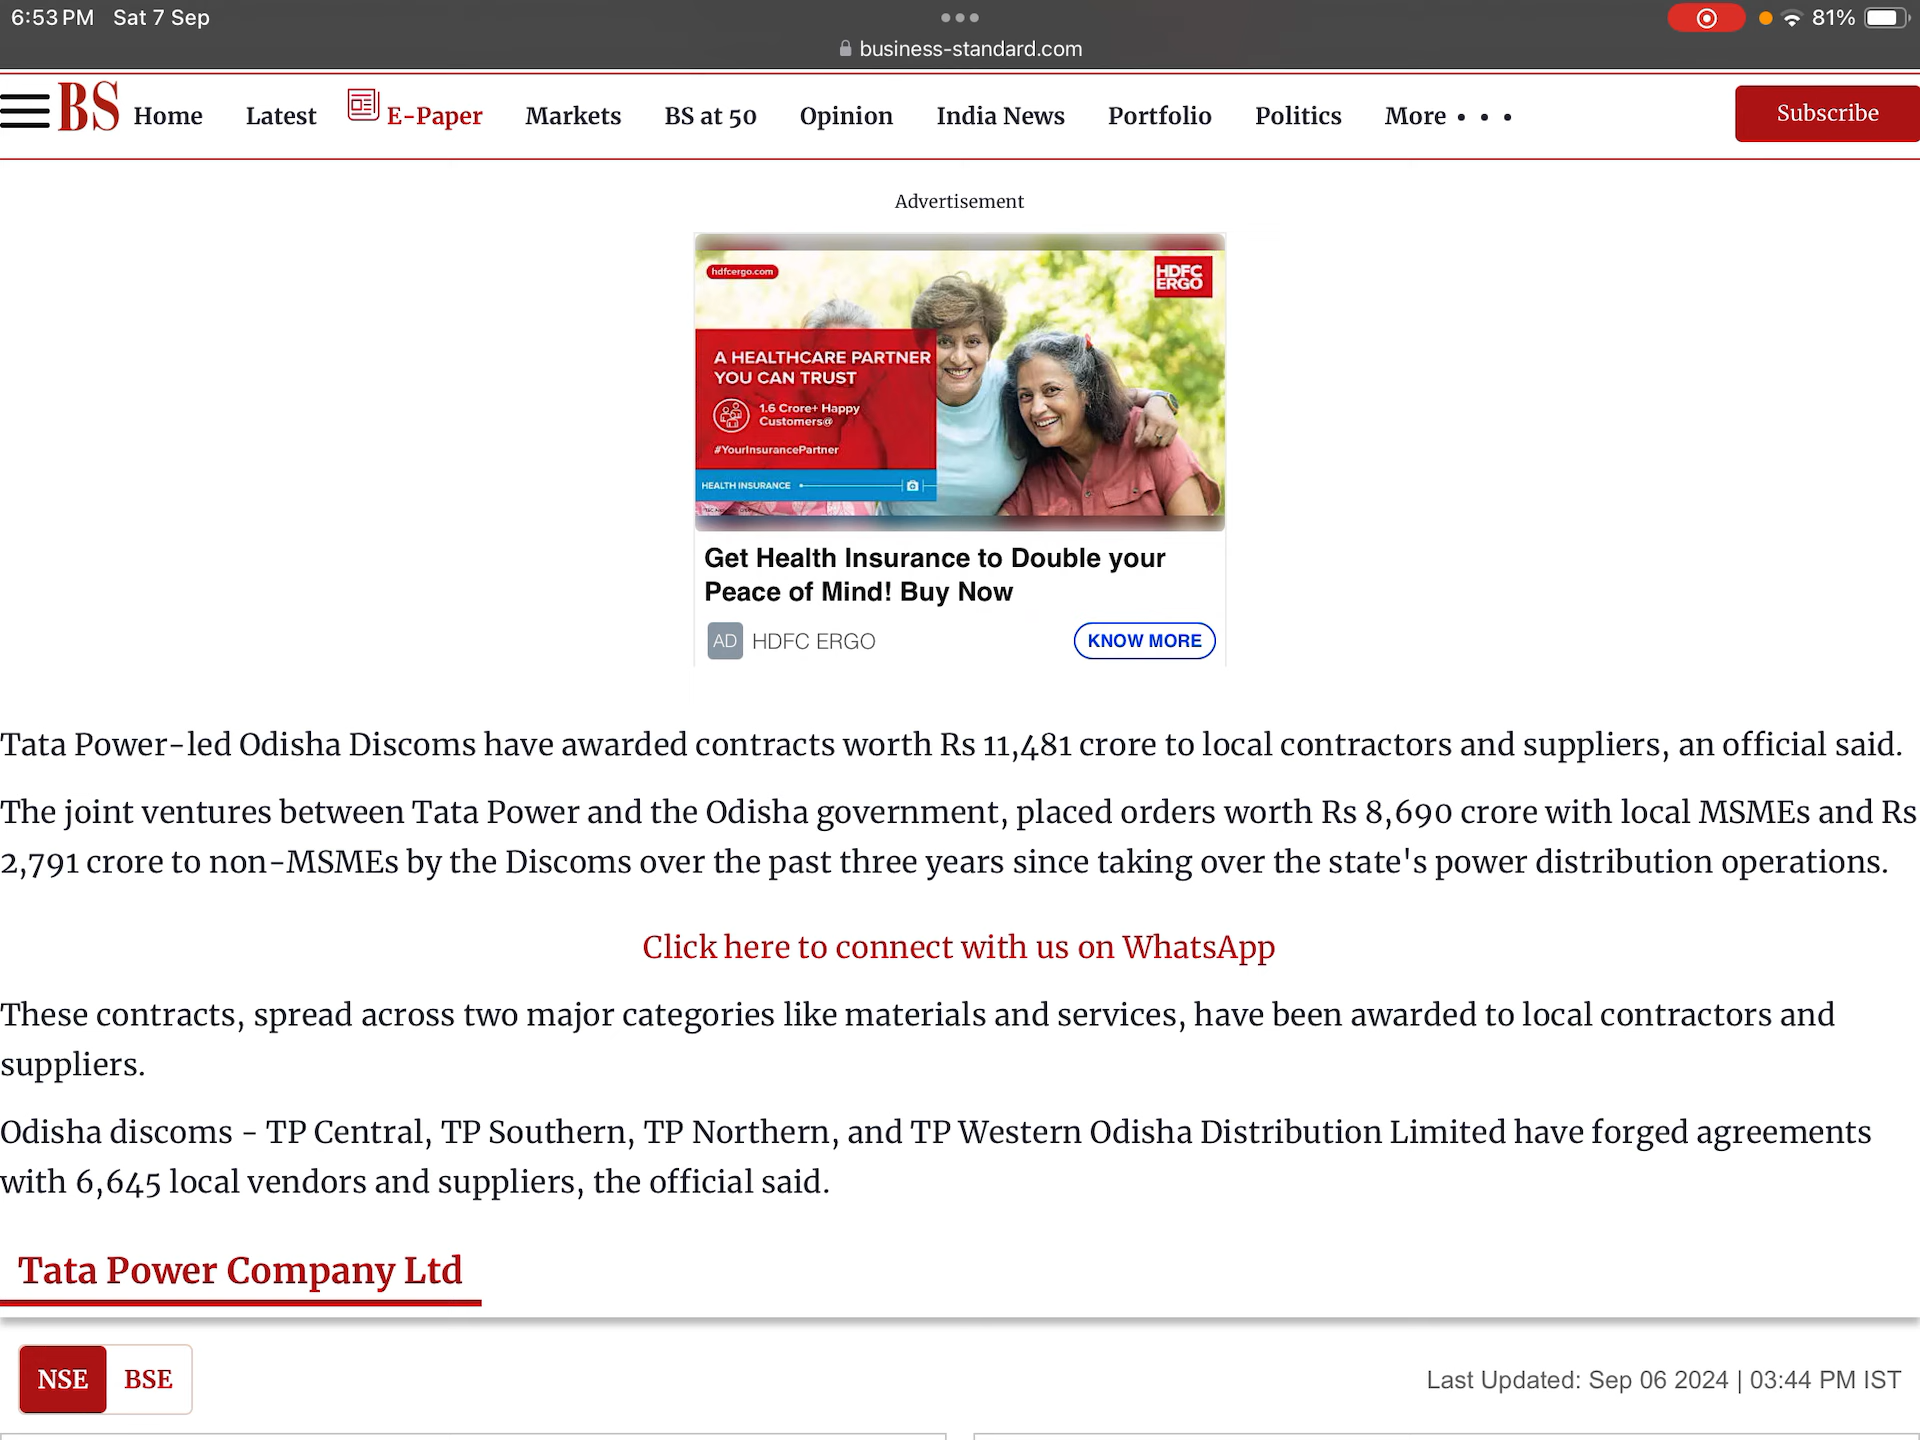 6:53 PM Sat 7 Sep
81%
business-standard.com
BS Home Latest E-Paper Markets BS at 50 Opinion India News Portfolio Politics More • • •
Subscribe
Advertisement
hdfcergo.com
HDFC
ERGO
A HEALTHCARE PARTNER
YOU CAN TRUST
1.6 Crore+ Happy
Customers@
#YourInsurancePartner
HEALTH INSURANCE
Get Health Insurance to Double your
Peace of Mind! Buy Now
AD HDFC ERGO
KNOW MORE
Tata Power-led Odisha Discoms have awarded contracts worth Rs 11,481 crore to local contractors and suppliers, an official said.
The joint ventures between Tata Power and the Odisha government, placed orders worth Rs 8,690 crore with local MSMEs and Rs
2,791 crore to non-MSMEs by the Discoms over the past three years since taking over the state's power distribution operations.
Click here to connect with us on WhatsApp
These contracts, spread across two major categories like materials and services, have been awarded to local contractors and
suppliers.
Odisha discoms - TP Central, TP Southern, TP Northern, and TP Western Odisha Distribution Limited have forged agreements
with 6,645 local vendors and suppliers, the official said.
Tata Power Company Ltd
NSE BSE
Last Updated: Sep 06 2024 | 03:44 PM IST